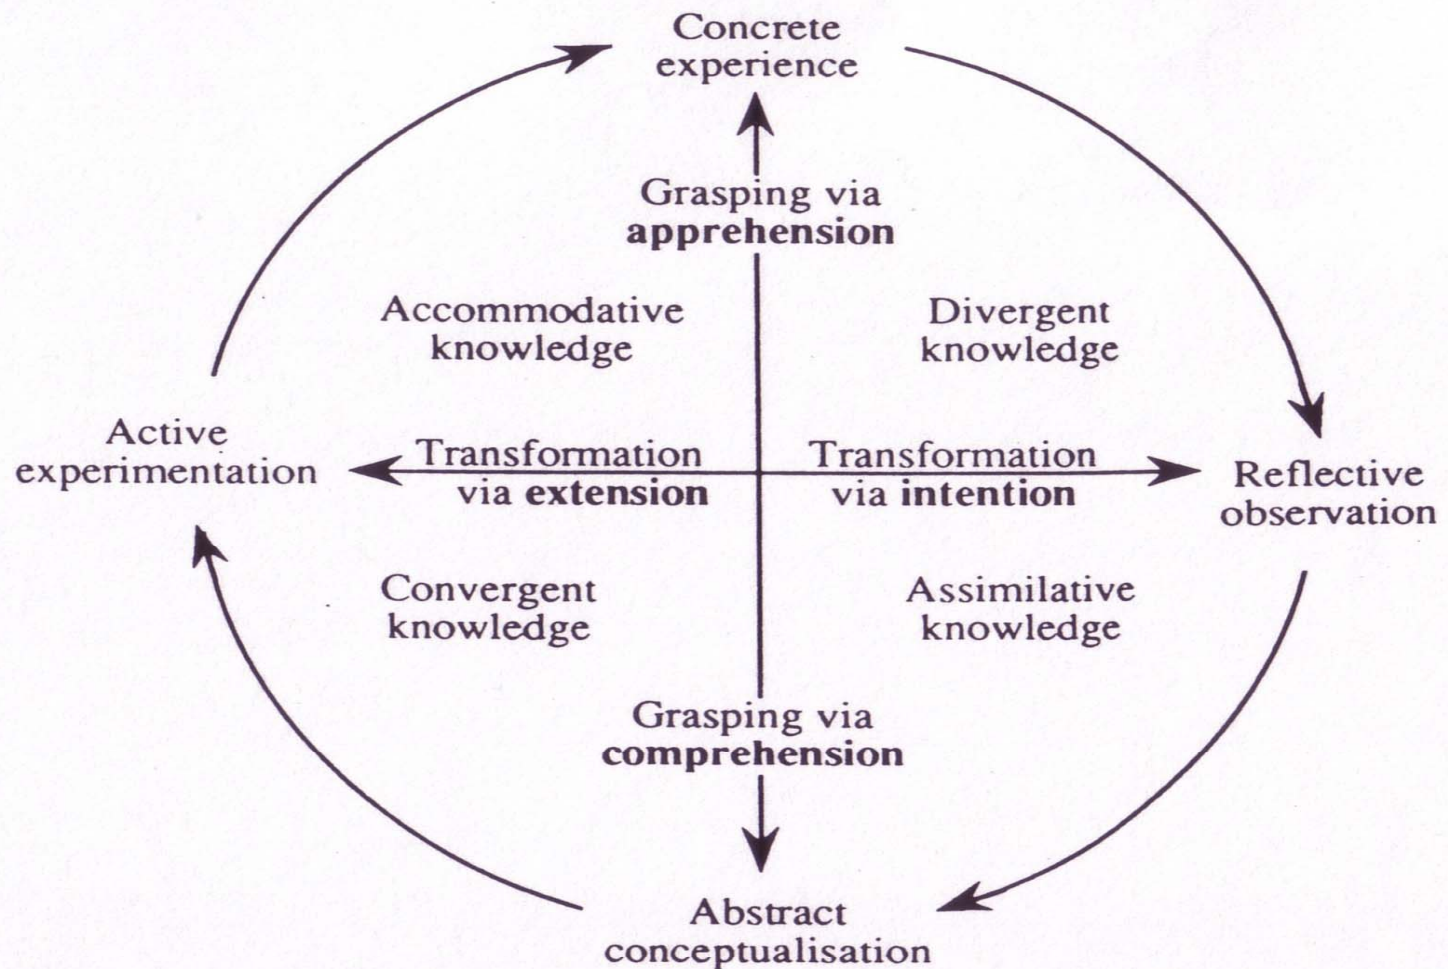 Concrete
experience
Grasping via
apprehension
Accommodative
knowledge
Divergent
knowledge
Active
experimentation
Transformation
via extension
Transformation
via intention
Reflective
observation
Convergent
knowledge
Assimilative
knowledge
Grasping via
comprehension
Abstract
conceptualisation